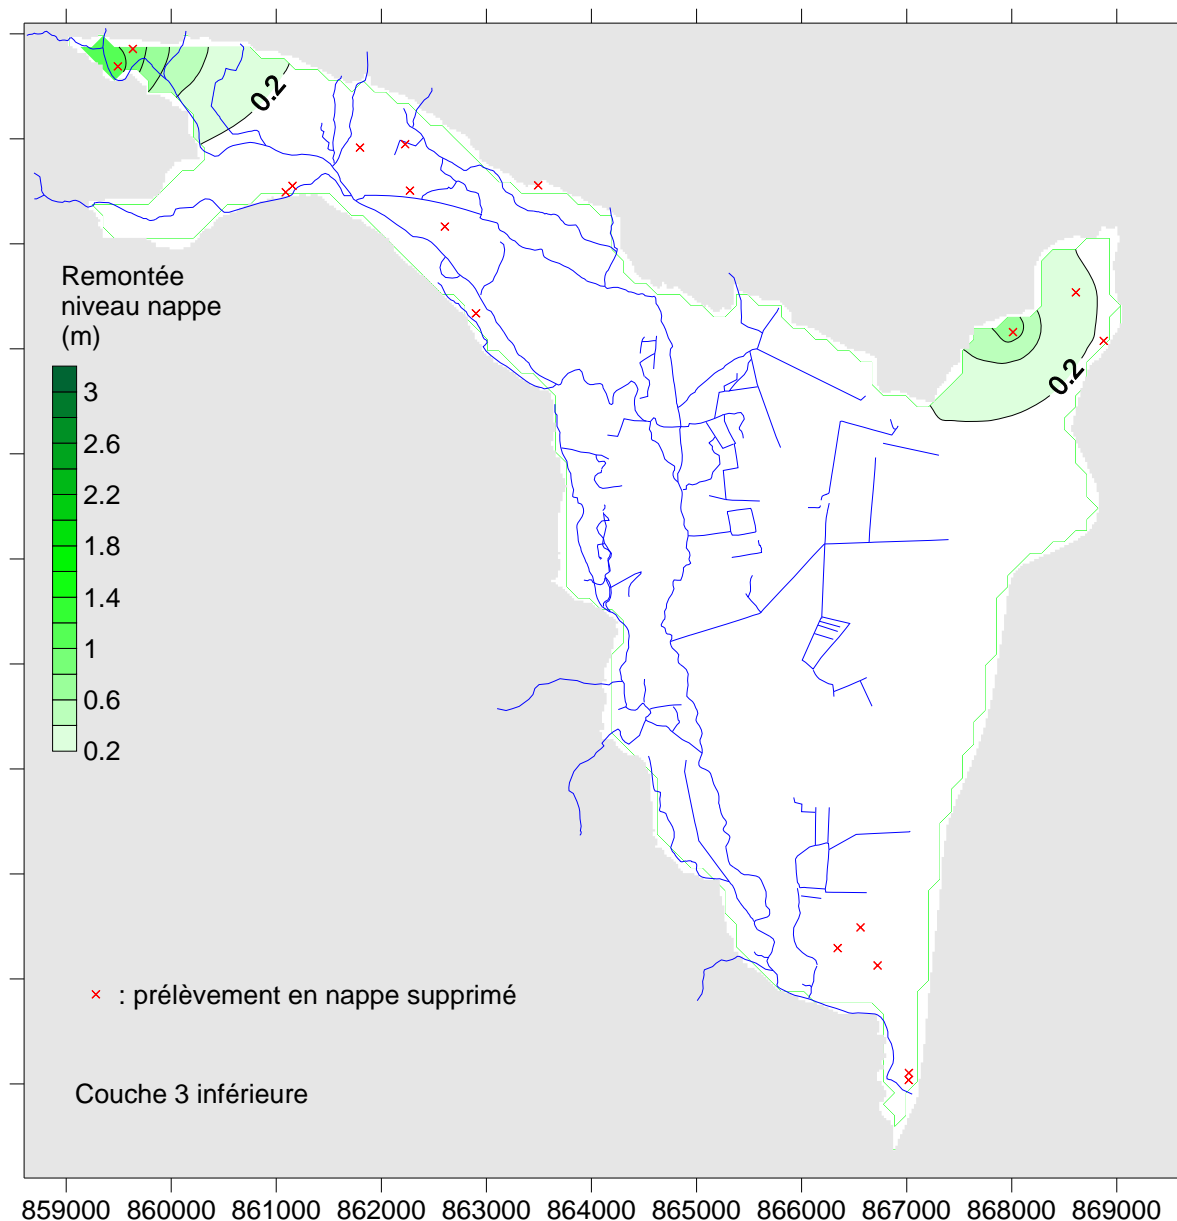 0.2
Remontée
niveau nappe
(m)
3
2.6
2.2
1.8
1.4
1
0.6
0.2
0.2
: prélèvement en nappe supprimé
Couche 3 inférieure
859000 860000 861000 862000 863000 864000 865000 866000 867000 868000 869000